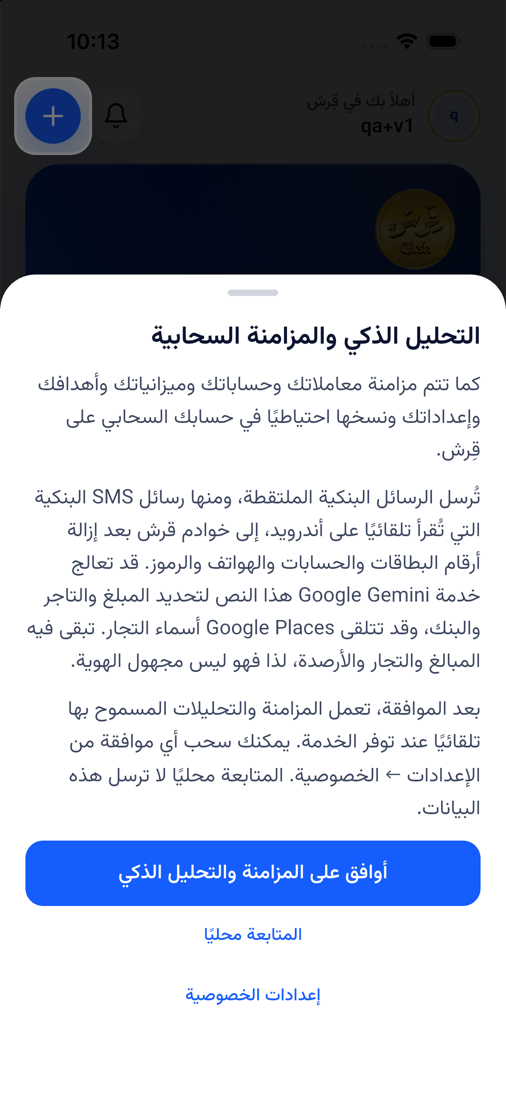 10:13
أهلاً بك في قرش
qa+v1
q
قرش
Qirsh
التحليل الذكي والمزامنة السحابية
كما تتم مزامنة معاملاتك وحساباتك وميزانياتك وأهدافك
وإعداداتك ونسخها احتياطيًا في حسابك السحابي على
قِرش.
تُرسل الرسائل البنكية الملتقطة، ومنها رسائل SMS البنكية
التي تُقرأ تلقائيًا على أندرويد، إلى خوادم قرش بعد إزالة
أرقام البطاقات والحسابات والهواتف والرموز. قد تعالج
خدمة Google Gemini هذا النص لتحديد المبلغ والتاجر
والبنك، وقد تتلقى Google Places أسماء التجار. تبقى فيه
المبالغ والتجار والأرصدة، لذا فهو ليس مجهول الهوية.
بعد الموافقة، تعمل المزامنة والتحليلات المسموح بها
تلقائيًا عند توفر الخدمة. يمكنك سحب أي موافقة من
الإعدادات ← الخصوصية. المتابعة محليًا لا ترسل هذه
البيانات.
أوافق على المزامنة والتحليل الذكي
المتابعة محليًا
إعدادات الخصوصية